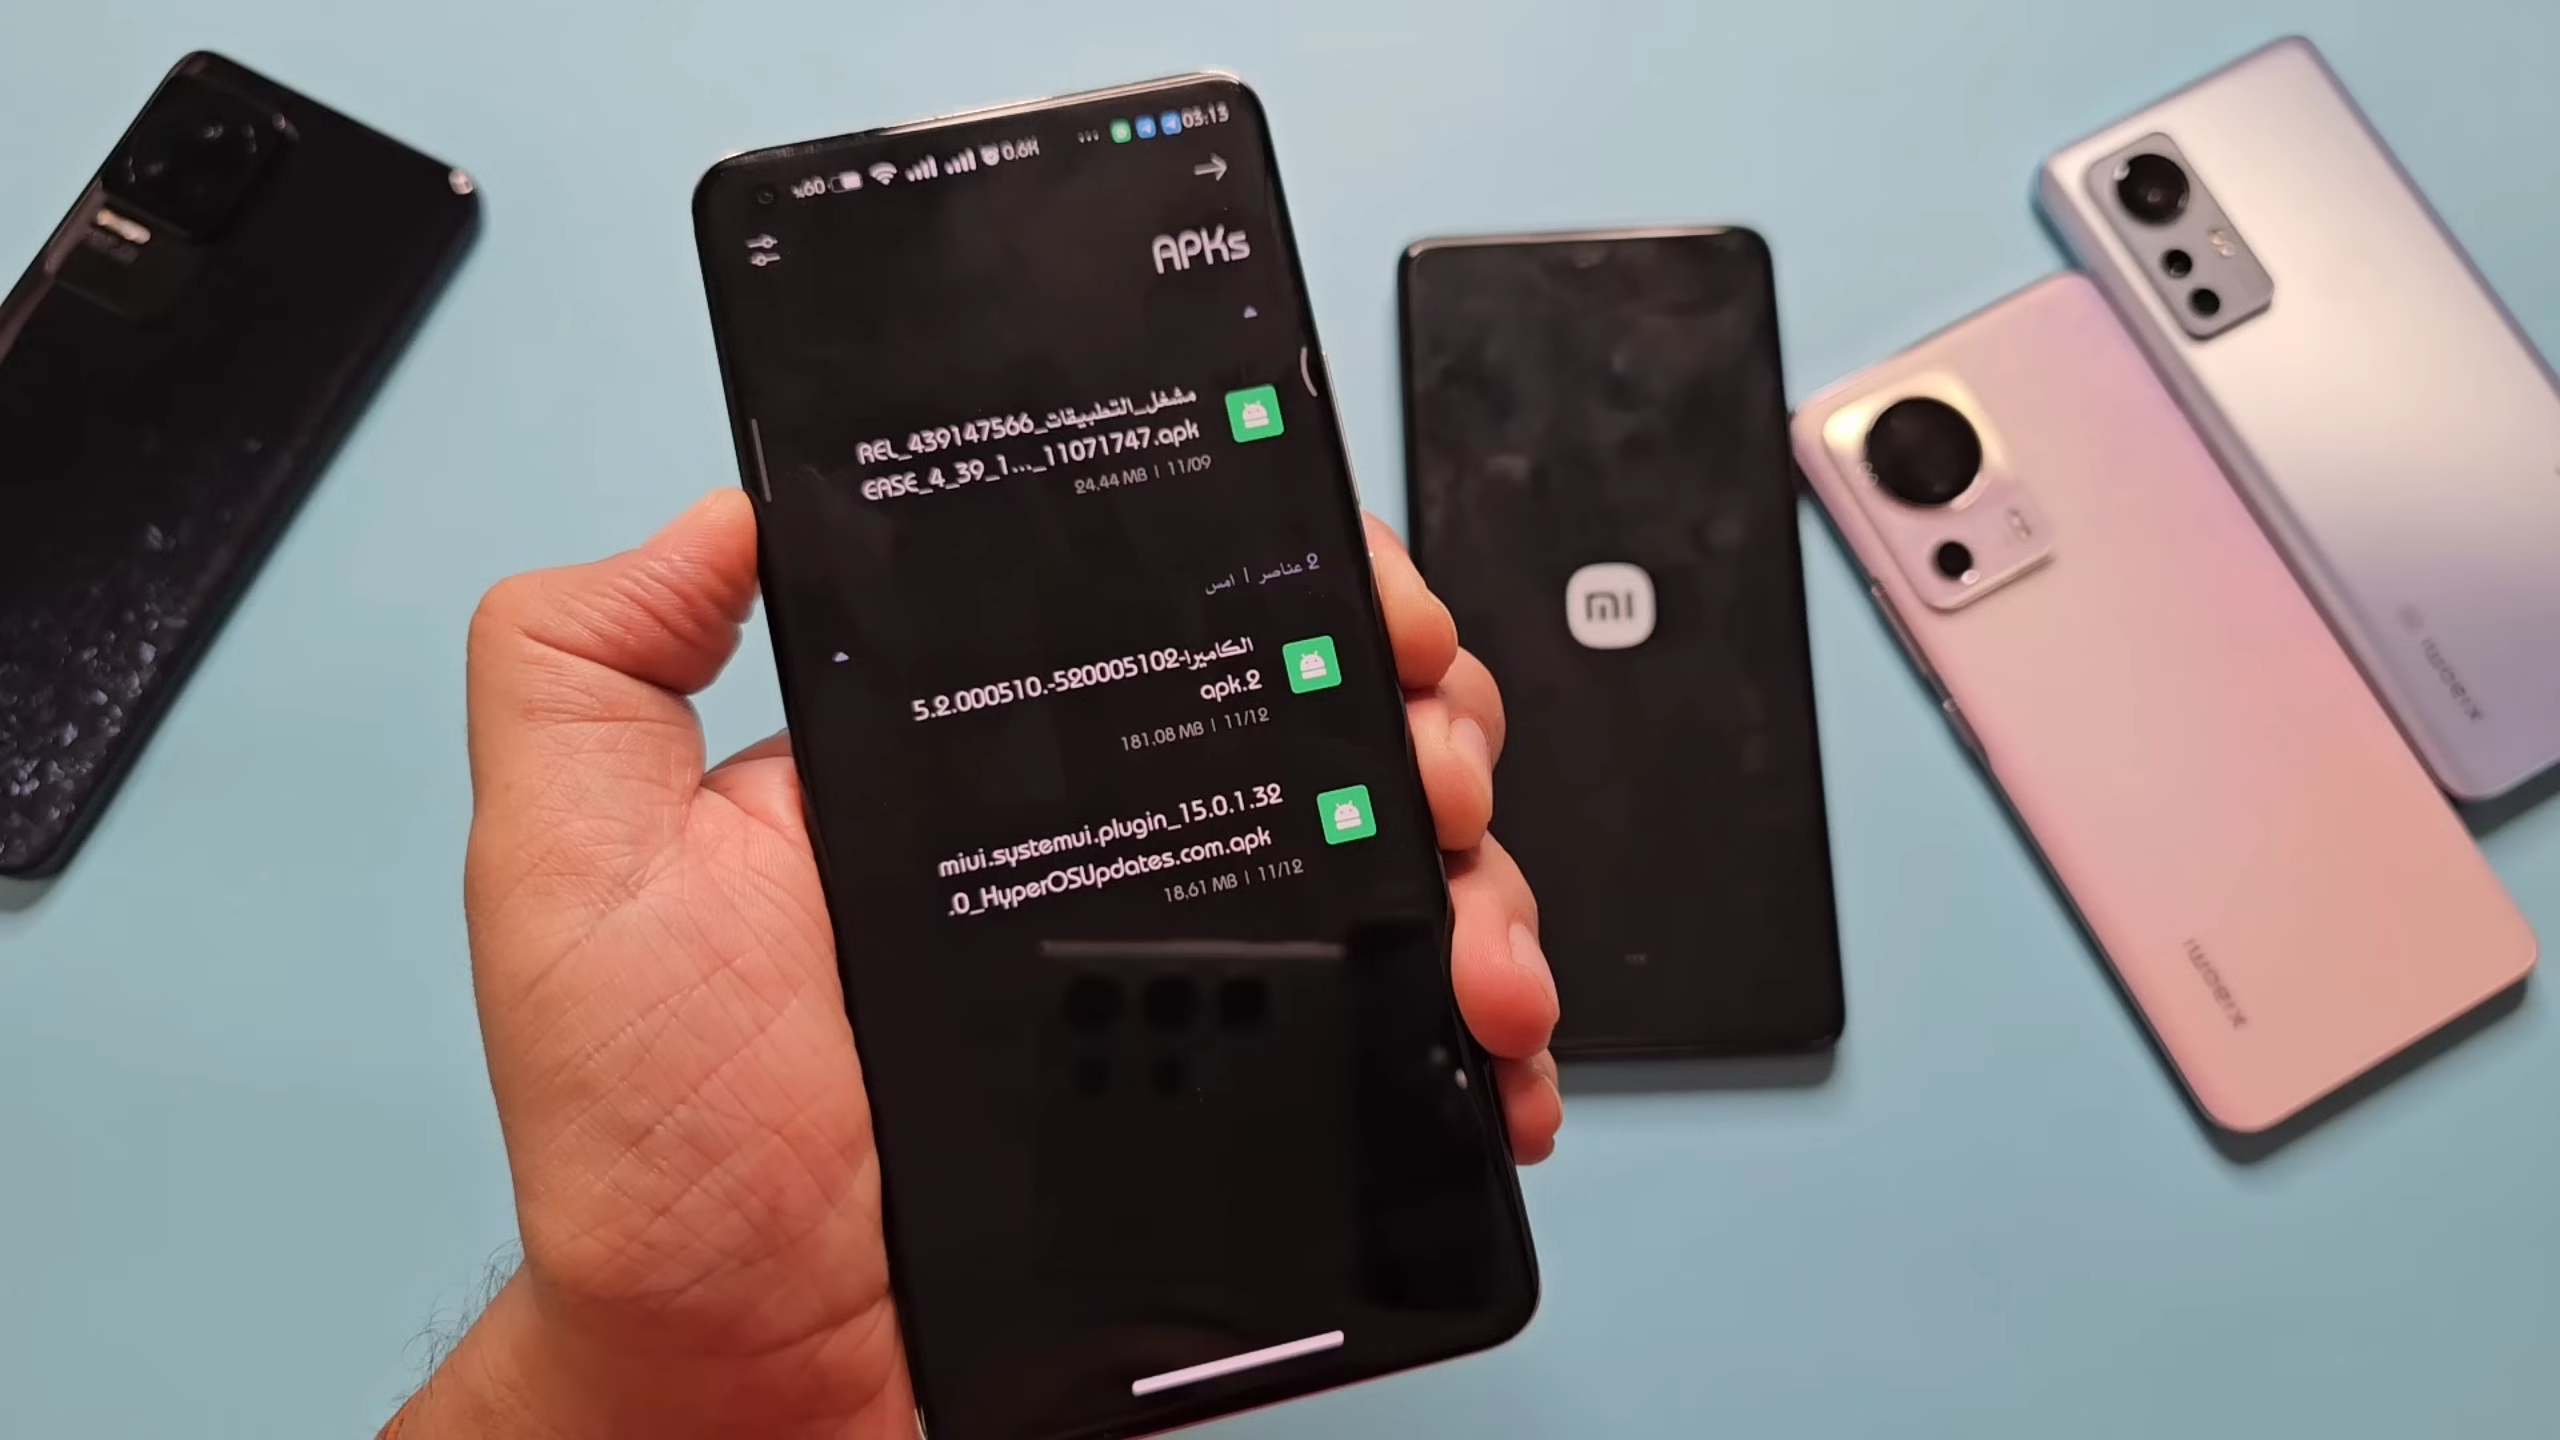 %60
0.6K
03:13
APKs
مشغل_التطبيقات_REL_439147566
EASE_4_39_1..._11071747.apk
24.44 MB | 11/09
2 عناصر | أمس
الكاميرا-5.2.000510.-520005102
apk.2
181.08 MB | 11/12
miui.systemui.plugin_15.0.1.32
.0_HyperOSUpdates.com.apk
18.61 MB | 11/12
mi
xiaomi
xiaomi